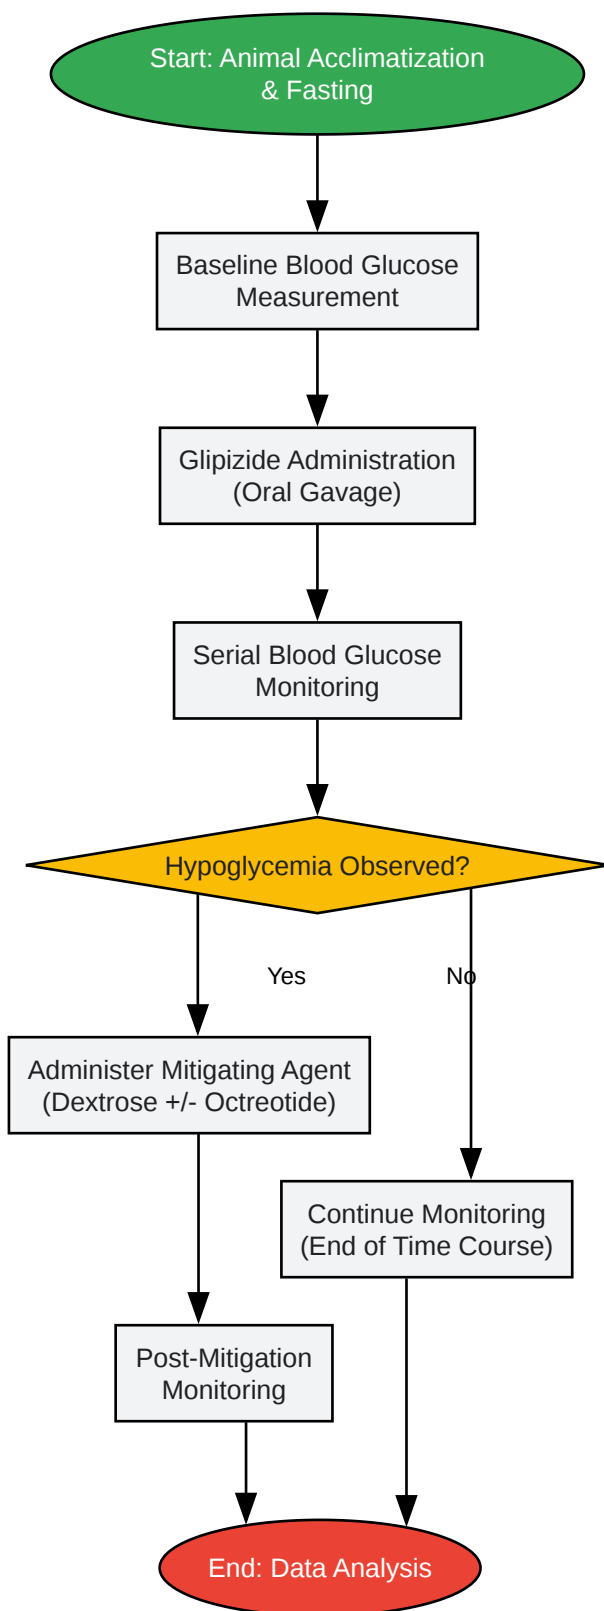 Start: Animal Acclimatization
& Fasting
Baseline Blood Glucose
Measurement
Glipizide Administration
(Oral Gavage)
Serial Blood Glucose
Monitoring
Hypoglycemia Observed?
Yes
No
Administer Mitigating Agent
(Dextrose +/- Octreotide)
Continue Monitoring
(End of Time Course)
Post-Mitigation
Monitoring
End: Data Analysis